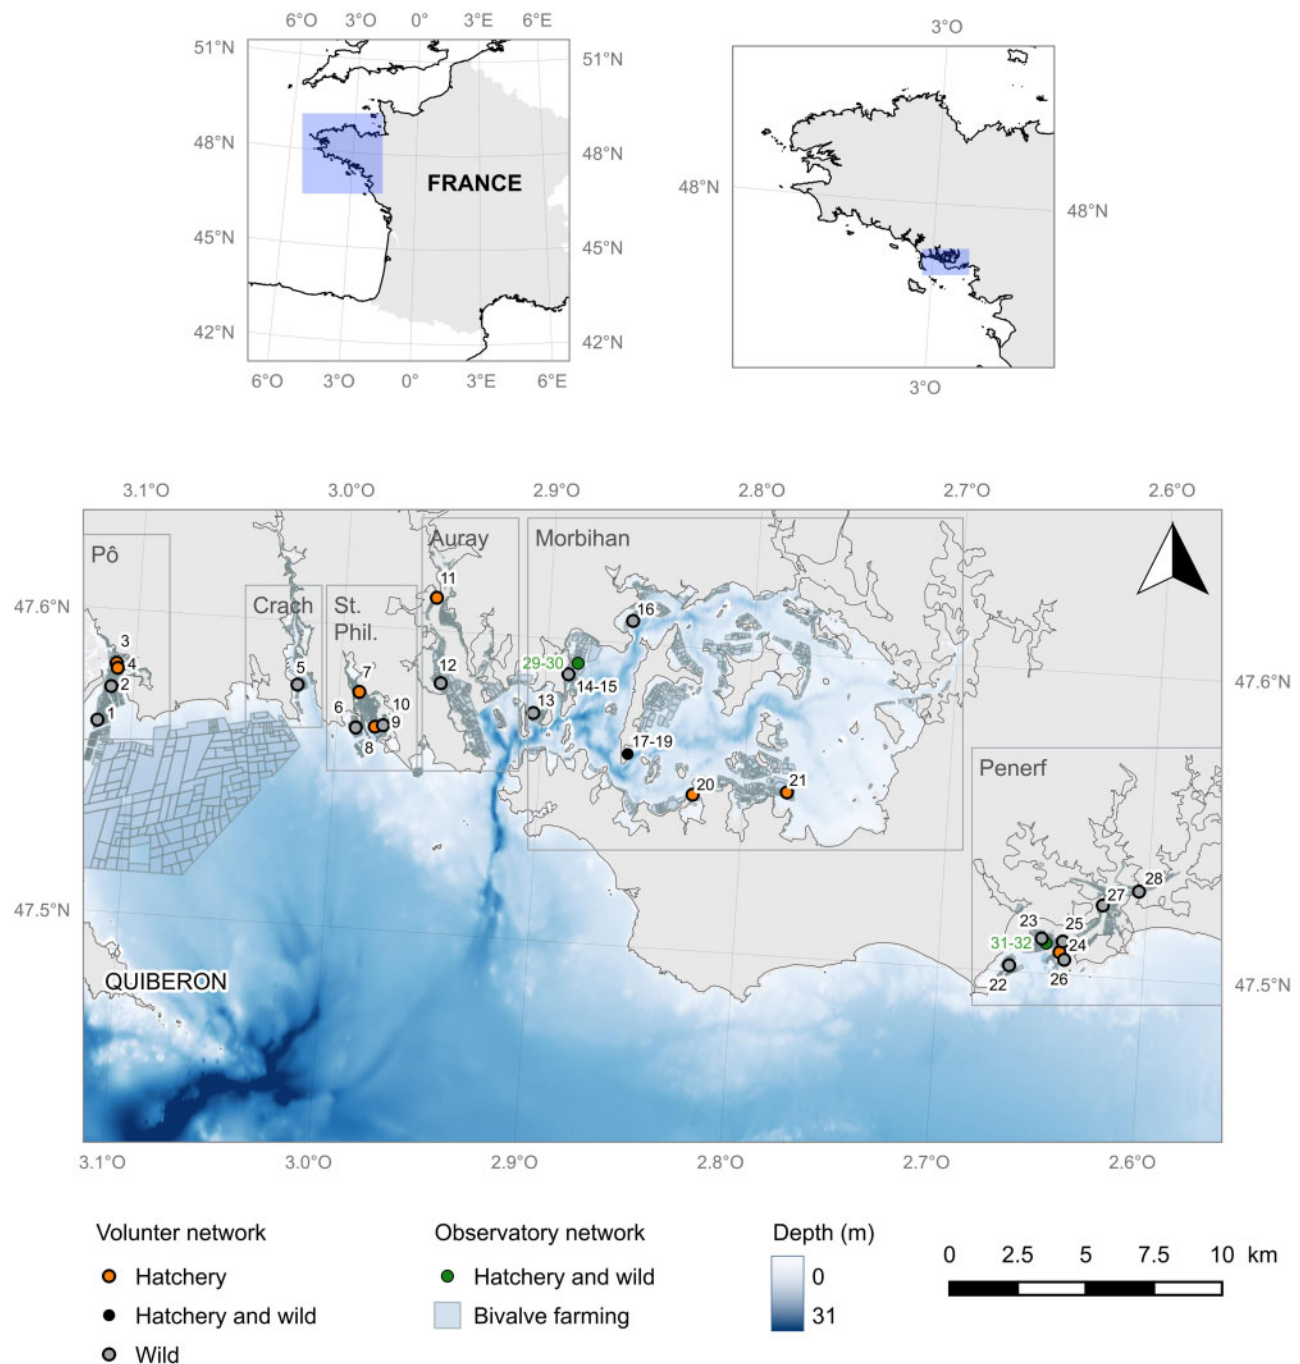 6°O 3°O 0° 3°E 6°E
3°O
51°N
51°N
48°N
48°N
FRANCE
48°N
48°N
45°N
45°N
42°N
42°N
6°O 3°O 0° 3°E 6°E
3°O
3.1°O 3.0°O 2.9°O 2.8°O 2.7°O 2.6°O
Pô
Auray
Morbihan
11
47.6°N
Crach
St.
Phil.
16
3
4
2
5
7
12
29-30
14-15
47.6°N
1
6
10
9
8
13
17-19
20
21
Penerf
28
27
47.5°N
23
25
31-32
24
22
26
QUIBERON
47.5°N
3.1°O 3.0°O 2.9°O 2.8°O 2.7°O 2.6°O
Volunter network
Hatchery
Hatchery and wild
Wild
Observatory network
Hatchery and wild
Bivalve farming
Depth (m)
0
31
0 2.5 5 7.5 10 km